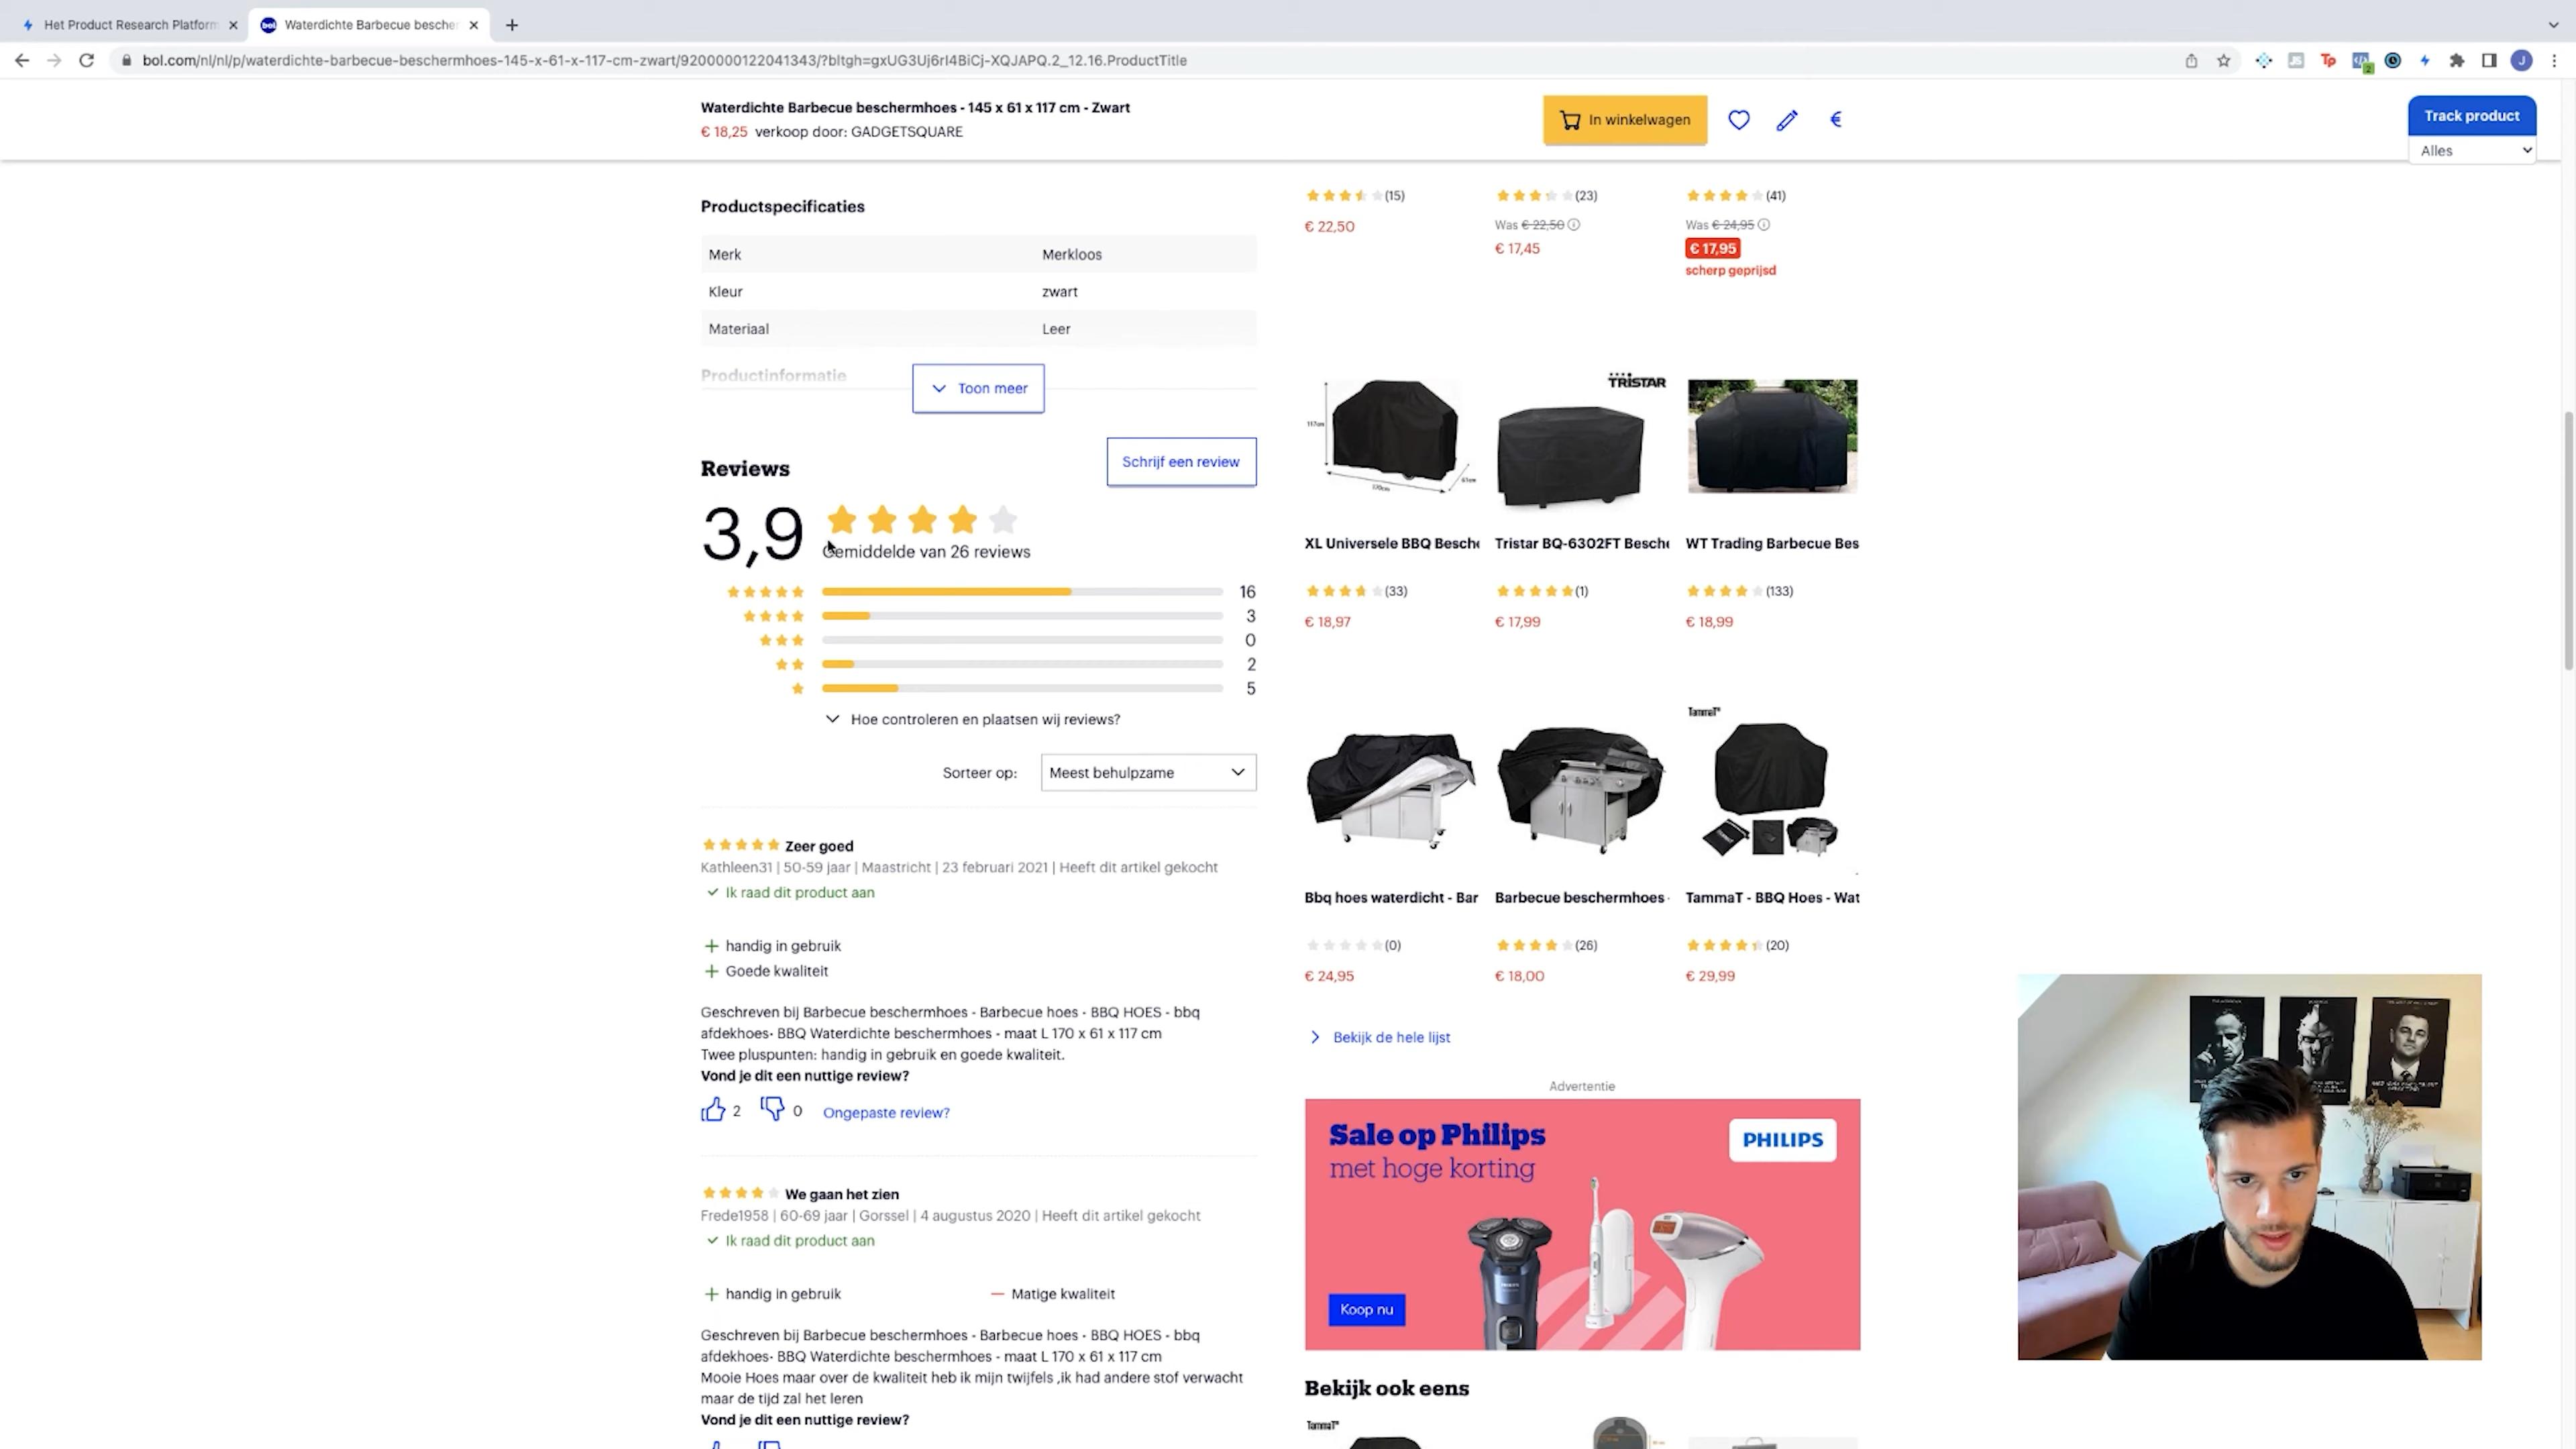 Het Product Research Platform
Waterdichte Barbecue bescher
bol.com/nl/nl/p/waterdichte-barbecue-beschermhoes-145-x-61-x-117-cm-zwart/9200000122041343/?bltgh=gxUG3Uj6rI4BiCj-XQJAPQ.2_12.16.ProductTitle
Waterdichte Barbecue beschermhoes - 145 x 61 x 117 cm - Zwart
€ 18,25 verkoop door: GADGETSQUARE
In winkelwagen
€
Track product
Alles
Productspecificaties
Merk Merkloos
Kleur zwart
Materiaal Leer
Productinformatie
Toon meer
Reviews
Schrijf een review
3,9
Gemiddelde van 26 reviews
16
3
0
2
5
Hoe controleren en plaatsen wij reviews?
Sorteer op: Meest behulpzame
Zeer goed
Kathleen31 | 50-59 jaar | Maastricht | 23 februari 2021 | Heeft dit artikel gekocht
Ik raad dit product aan
handig in gebruik
Goede kwaliteit
Geschreven bij Barbecue beschermhoes - Barbecue hoes - BBQ HOES - bbq
afdekhoes- BBQ Waterdichte beschermhoes - maat L 170 x 61 x 117 cm
Twee pluspunten: handig in gebruik en goede kwaliteit.
Vond je dit een nuttige review?
2 0 Ongepaste review?
We gaan het zien
Frede1958 | 60-69 jaar | Gorssel | 4 augustus 2020 | Heeft dit artikel gekocht
Ik raad dit product aan
handig in gebruik Matige kwaliteit
Geschreven bij Barbecue beschermhoes - Barbecue hoes - BBQ HOES - bbq
afdekhoes- BBQ Waterdichte beschermhoes - maat L 170 x 61 x 117 cm
Mooie Hoes maar over de kwaliteit heb ik mijn twijfels ,ik had andere stof verwacht
maar de tijd zal het leren
Vond je dit een nuttige review?
(15) (23) (41)
€ 22,50
Was € 22,50
€ 17,45
Was € 24,95
€ 17,95
scherp geprijsd
117cm
170cm
61cm
TRISTAR
XL Universele BBQ Besche
Tristar BQ-6302FT Besche
WT Trading Barbecue Bes
(33) (1) (133)
€ 18,97 € 17,99 € 18,99
TammaT
Bbq hoes waterdicht - Bar
Barbecue beschermhoes -
TammaT - BBQ Hoes - Wat
(0) (26) (20)
€ 24,95 € 18,00 € 29,99
Bekijk de hele lijst
Advertentie
Sale op Philips
met hoge korting
PHILIPS
Koop nu
Bekijk ook eens
TammaT